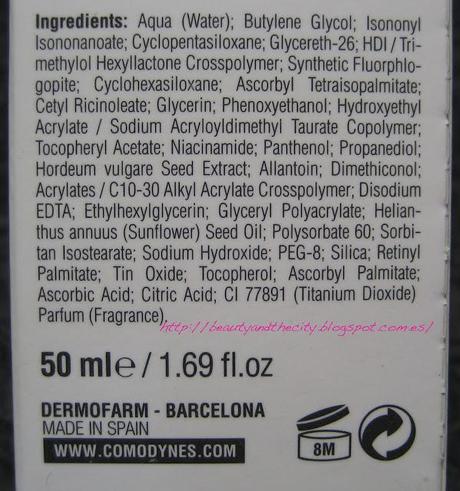 Ingredients: Aqua (Water); Butylene Glycol; Isononyl
Isononanoate; Cyclopentasiloxane; Glycereth-26; HDI / Tri-
methylol Hexyllactone Crosspolymer; Synthetic Fluorphlo-
gopite; Cyclohexasiloxane; Ascorbyl Tetraisopalmitate;
Cetyl Ricinoleate; Glycerin; Phenoxyethanol; Hydroxyethyl
Acrylate / Sodium Acryloyldimethyl Taurate Copolymer;
Tocopheryl Acetate; Niacinamide; Panthenol; Propanediol;
Hordeum vulgare Seed Extract; Allantoin; Dimethiconol;
Acrylates / C10-30 Alkyl Acrylate Crosspolymer; Disodium
EDTA; Ethylhexylglycerin; Glyceryl Polyacrylate; Helian-
thus annuus (Sunflower) Seed Oil; Polysorbate 60; Sorbi-
tan Isostearate; Sodium Hydroxide; PEG-8; Silica; Retinyl
Palmitate; Tin Oxide; Tocopherol; Ascorbyl Palmitate;
Ascorbic Acid; Citric Acid; CI 77891 (Titanium Dioxide)
Parfum (Fragrance).
http://beautyandthecity.blogspot.com.es/
50 ml e / 1.69 fl.oz
DERMOFARM - BARCELONA
MADE IN SPAIN
WWW.COMODYNES.COM
8M